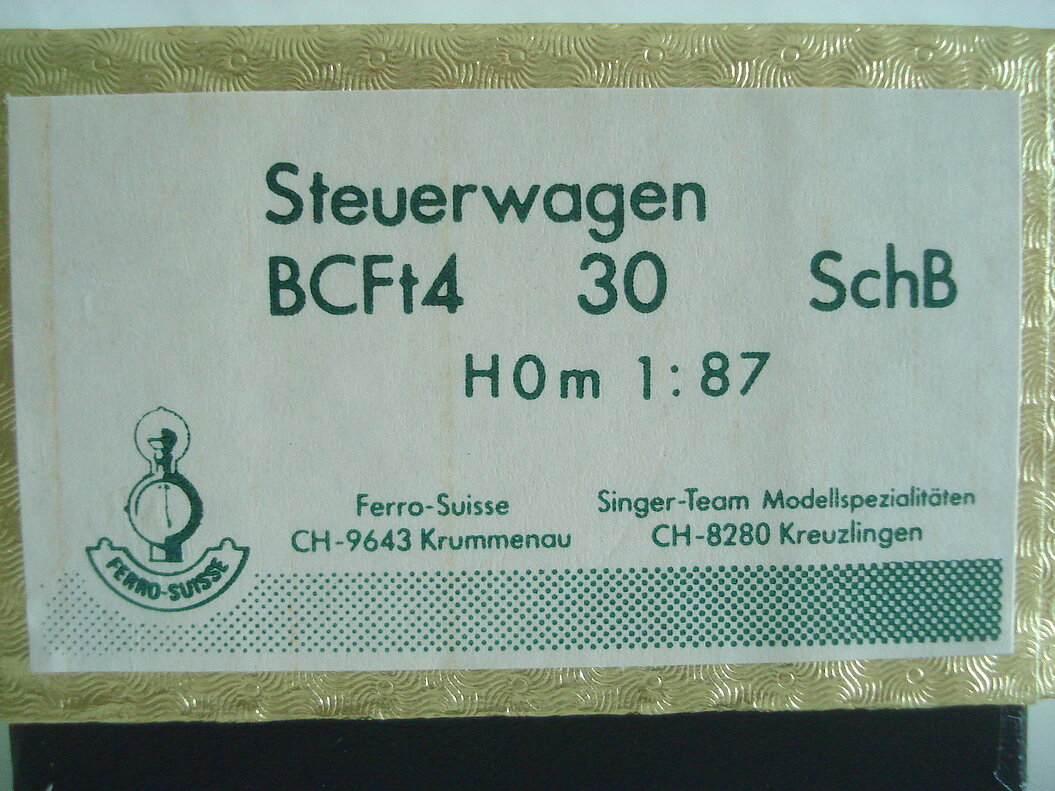 Steuerwagen
BCFt4 30 SchB
H0m 1:87
Ferro-Suisse
CH-9643 Krummenau
Singer-Team Modellspezialitäten
CH-8280 Kreuzlingen
FERRO-SUISSE